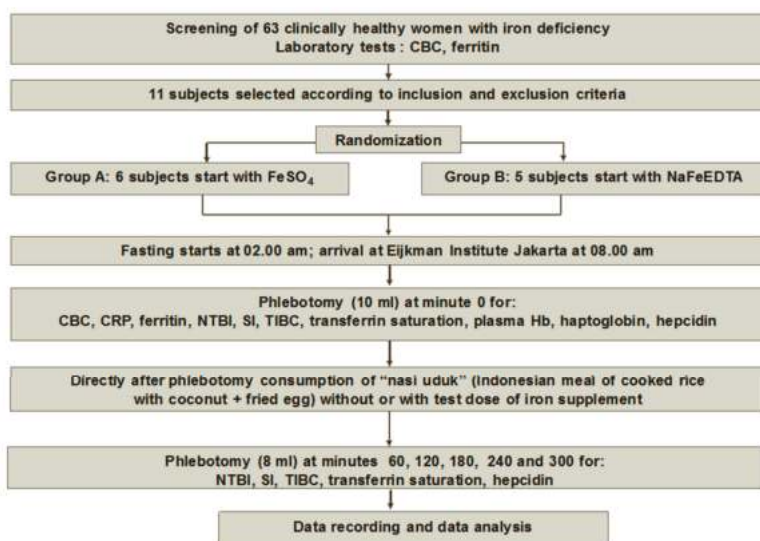 Screening of 63 clinically healthy women with iron deficiency
Laboratory tests : CBC, ferritin
11 subjects selected according to inclusion and exclusion criteria
Randomization
Group A: 6 subjects start with FeSO₄
Group B: 5 subjects start with NaFeEDTA
Fasting starts at 02.00 am; arrival at Eijkman Institute Jakarta at 08.00 am
Phlebotomy (10 ml) at minute 0 for:
CBC, CRP, ferritin, NTBI, SI, TIBC, transferrin saturation, plasma Hb, haptoglobin, hepcidin
Directly after phlebotomy consumption of “nasi uduk” (Indonesian meal of cooked rice
with coconut + fried egg) without or with test dose of iron supplement
Phlebotomy (8 ml) at minutes 60, 120, 180, 240 and 300 for:
NTBI, SI, TIBC, transferrin saturation, hepcidin
Data recording and data analysis